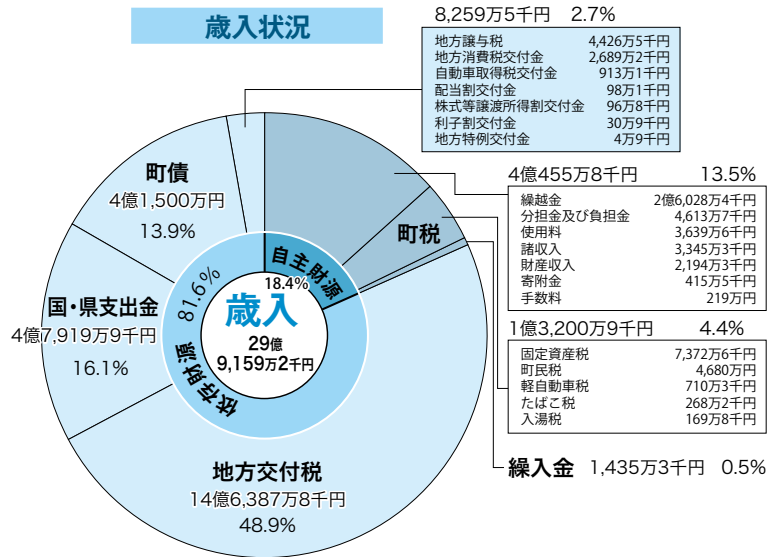 歳入状況
8,259万5千円 2.7%
地方譲与税 4,426万5千円
地方消費税交付金 2,689万2千円
自動車取得税交付金 913万1千円
配当割交付金 98万1千円
株式等譲渡所得割交付金 96万8千円
利子割交付金 30万9千円
地方特例交付金 4万9千円
4億455万8千円 13.5%
繰越金 2億6,028万4千円
分担金及び負担金 4,613万7千円
使用料 3,639万6千円
諸収入 3,345万3千円
財産収入 2,194万3千円
寄附金 415万5千円
手数料 219万円
1億3,200万9千円 4.4%
固定資産税 7,372万6千円
町民税 4,680万円
軽自動車税 710万3千円
たばこ税 268万2千円
入湯税 169万8千円
繰入金 1,435万3千円 0.5%
町税
町債
4億1,500万円
13.9%
国・県支出金
4億7,919万9千円
16.1%
地方交付税
14億6,387万8千円
48.9%
自主財源
18.4%
依存財源 81.6%
歳入
29億
9,159万2千円